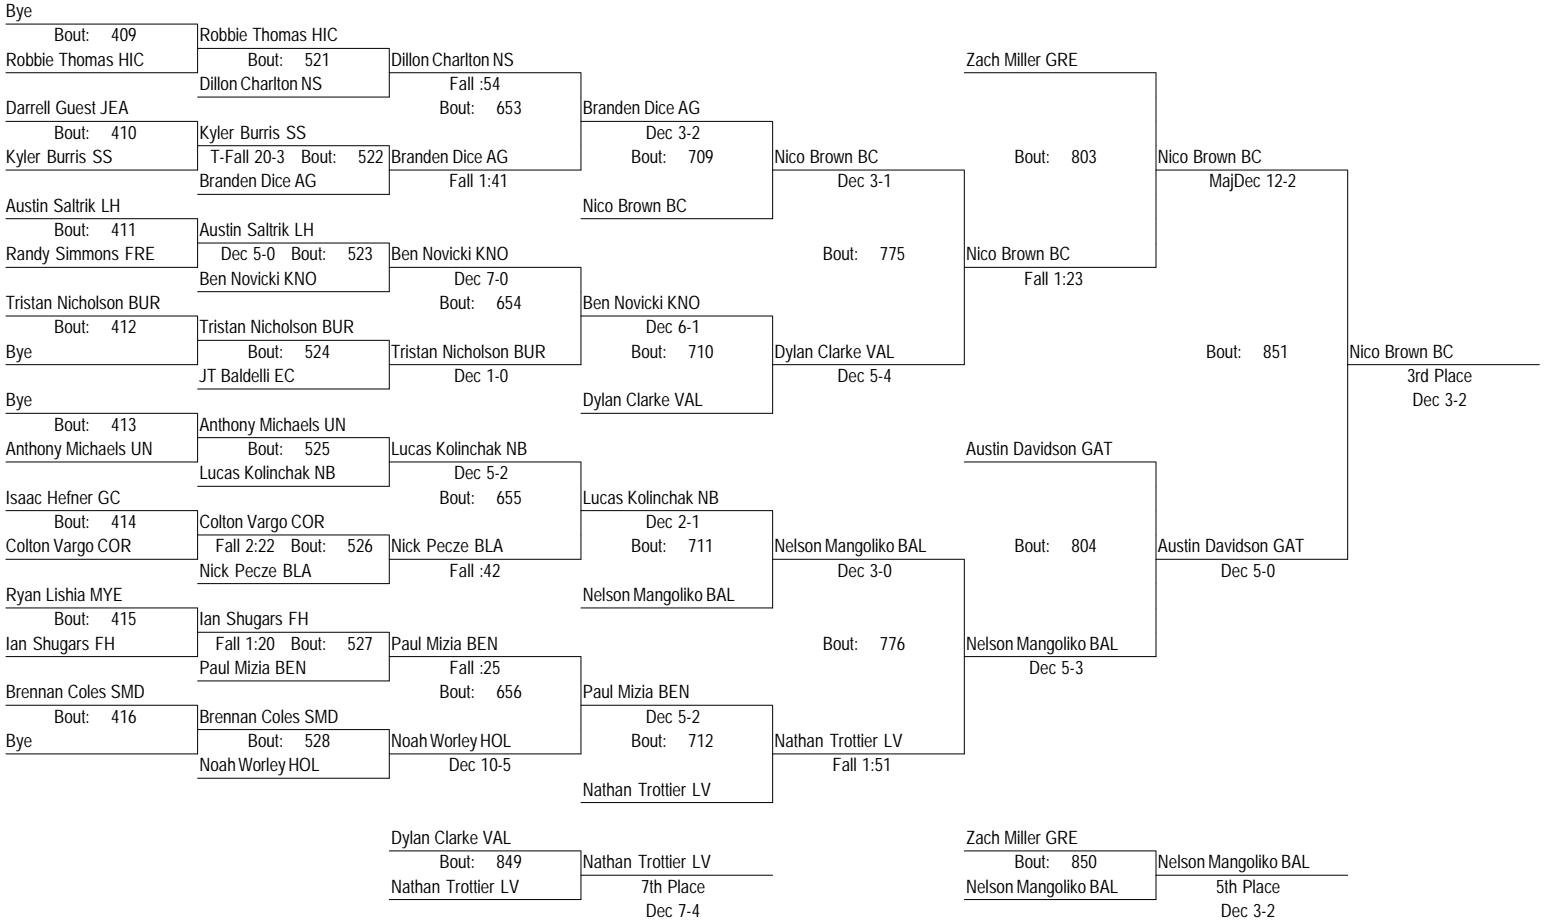 Bye
Bout: 409
Robbie Thomas HIC
Robbie Thomas HIC
Bout: 521
Dillon Charlton NS
Dillon Charlton NS
Fall :54
Bout: 653
Zach Miller GRE
Darrell Guest JEA
Bout: 410
Kyler Burris SS
Kyler Burris SS
T-Fall 20-3 Bout: 522
Branden Dice AG
Branden Dice AG
Fall 1:41
Branden Dice AG
Dec 3-2
Bout: 709
Nico Brown BC
Nico Brown BC
Dec 3-1
Bout: 803
Nico Brown BC
MajDec 12-2
Austin Saltrik LH
Bout: 411
Randy Simmons FRE
Austin Saltrik LH
Dec 5-0 Bout: 523
Ben Novicki KNO
Ben Novicki KNO
Dec 7-0
Bout: 654
Bout: 775
Nico Brown BC
Fall 1:23
Tristan Nicholson BUR
Bout: 412
Bye
Tristan Nicholson BUR
Bout: 524
JT Baldelli EC
Tristan Nicholson BUR
Dec 1-0
Ben Novicki KNO
Dec 6-1
Bout: 710
Dylan Clarke VAL
Dylan Clarke VAL
Dec 5-4
Bout: 851
Nico Brown BC
3rd Place
Dec 3-2
Bye
Bout: 413
Anthony Michaels UN
Anthony Michaels UN
Bout: 525
Lucas Kolinchak NB
Lucas Kolinchak NB
Dec 5-2
Bout: 655
Austin Davidson GAT
Isaac Hefner GC
Bout: 414
Colton Vargo COR
Colton Vargo COR
Fall 2:22 Bout: 526
Nick Pecze BLA
Nick Pecze BLA
Fall :42
Lucas Kolinchak NB
Dec 2-1
Bout: 711
Nelson Mangoliko BAL
Nelson Mangoliko BAL
Dec 3-0
Bout: 804
Austin Davidson GAT
Dec 5-0
Ryan Lishia MYE
Bout: 415
Ian Shugars FH
Ian Shugars FH
Fall 1:20 Bout: 527
Paul Mizia BEN
Paul Mizia BEN
Fall :25
Bout: 656
Bout: 776
Nelson Mangoliko BAL
Dec 5-3
Brennan Coles SMD
Bout: 416
Bye
Brennan Coles SMD
Bout: 528
Noah Worley HOL
Noah Worley HOL
Dec 10-5
Paul Mizia BEN
Dec 5-2
Bout: 712
Nathan Trottier LV
Nathan Trottier LV
Fall 1:51
Dylan Clarke VAL
Bout: 849
Nathan Trottier LV
Nathan Trottier LV
7th Place
Dec 7-4
Zach Miller GRE
Bout: 850
Nelson Mangoliko BAL
Nelson Mangoliko BAL
5th Place
Dec 3-2